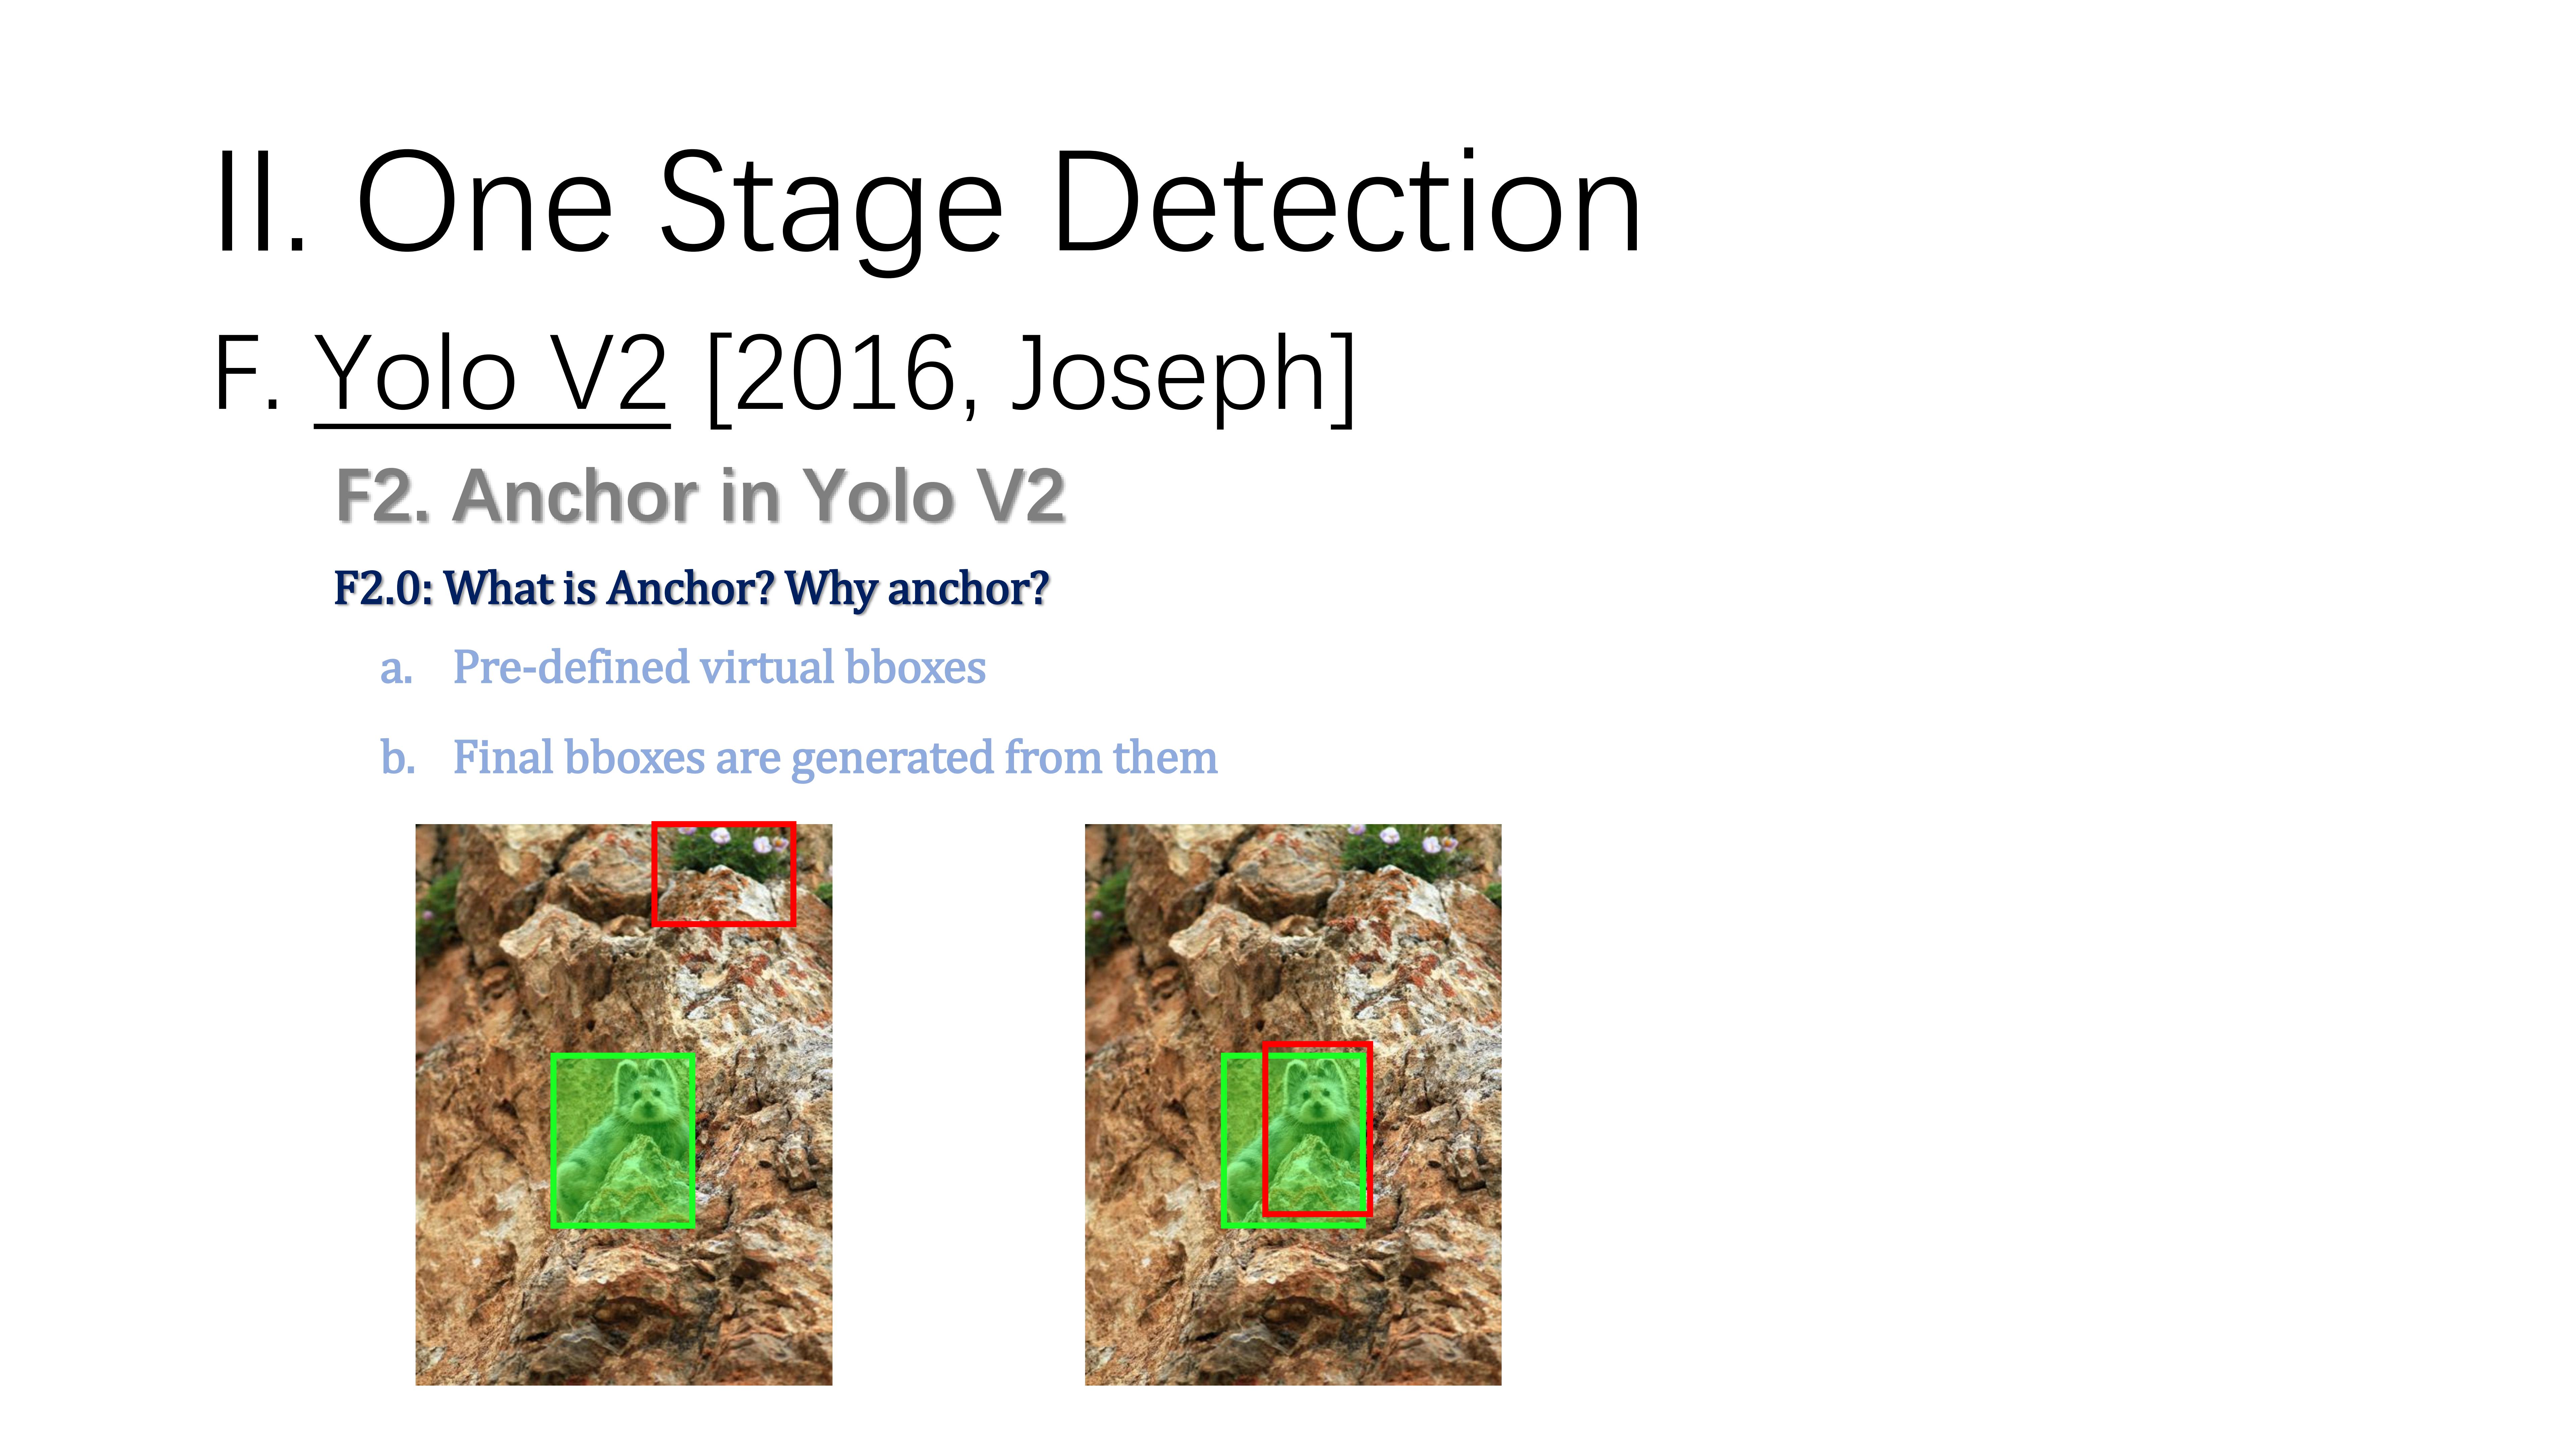 II. One Stage Detection
F. Yolo V2 [2016, Joseph]
F2. Anchor in Yolo V2
F2.0: What is Anchor? Why anchor?
a. Pre-defined virtual bboxes
b. Final bboxes are generated from them